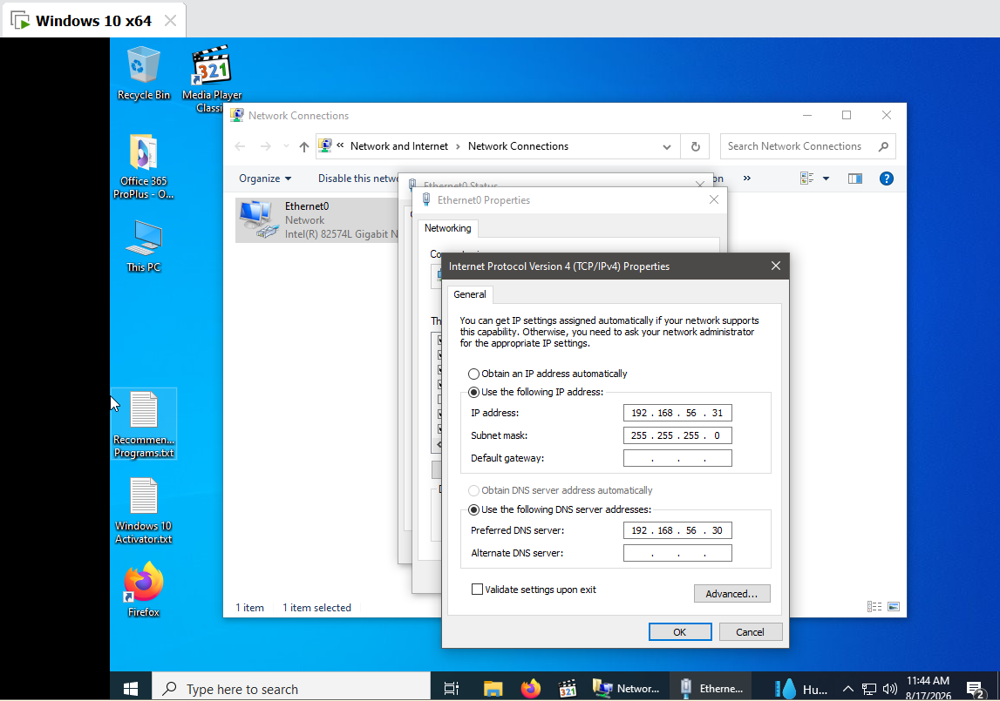 Windows 10 x64
Recycle Bin
Media Player
Classi
Office 365
ProPlus - O...
This PC
Recommen...
Programs.txt
Windows 10
Activator.txt
Firefox
Network Connections
« Network and Internet › Network Connections
Search Network Connections
Organize
Disable this netwo
on
»
Ethernet0
Network
Intel(R) 82574L Gigabit N
1 item
1 item selected
Ethernet0 Status
Ethernet0 Properties
Networking
Internet Protocol Version 4 (TCP/IPv4) Properties
General
You can get IP settings assigned automatically if your network supports
this capability. Otherwise, you need to ask your network administrator
for the appropriate IP settings.
Obtain an IP address automatically
Use the following IP address:
IP address: 192 . 168 . 56 . 31
Subnet mask: 255 . 255 . 255 . 0
Default gateway: . . .
Obtain DNS server address automatically
Use the following DNS server addresses:
Preferred DNS server: 192 . 168 . 56 . 30
Alternate DNS server: . . .
Validate settings upon exit
Advanced...
OK
Cancel
Type here to search
321
Networ...
Etherne...
Hu...
11:44 AM
8/17/2026
2